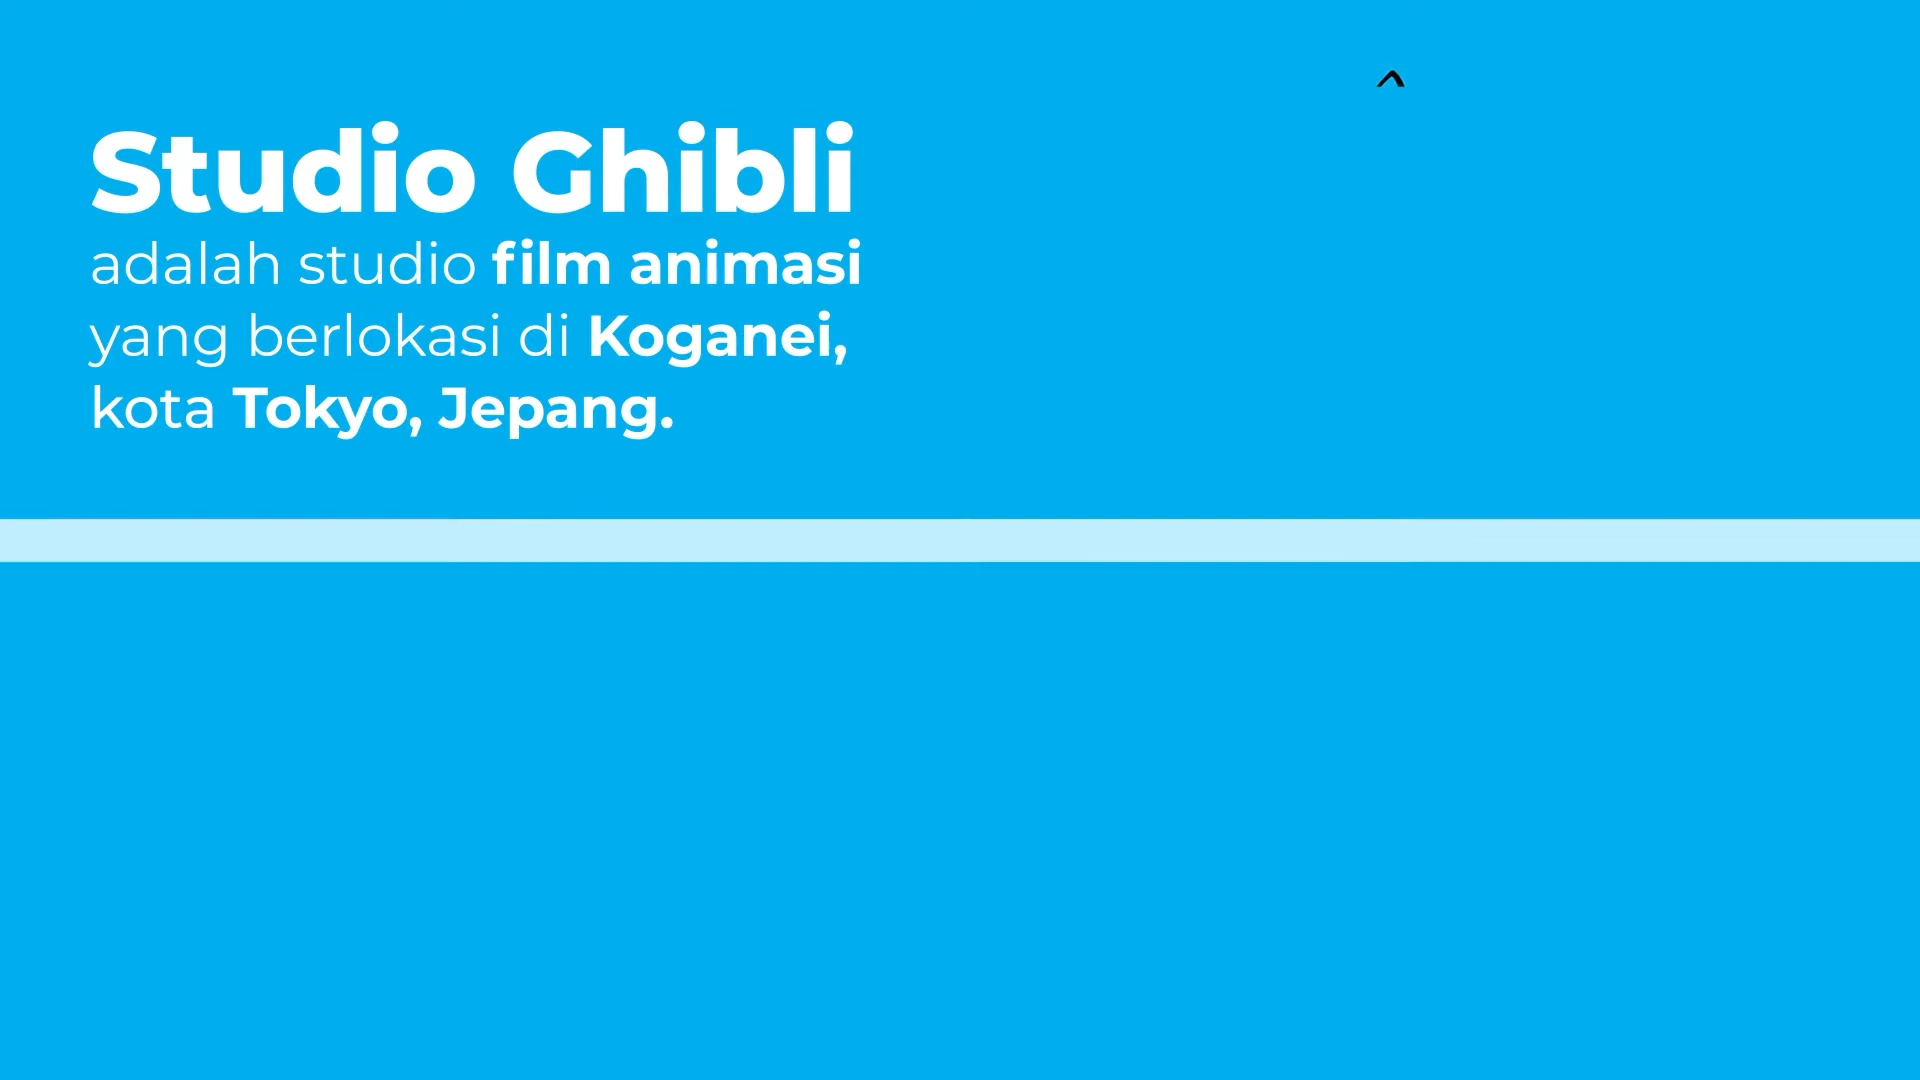 Studio Ghibli
adalah studio film animasi
yang berlokasi di Koganei,
kota Tokyo, Jepang.